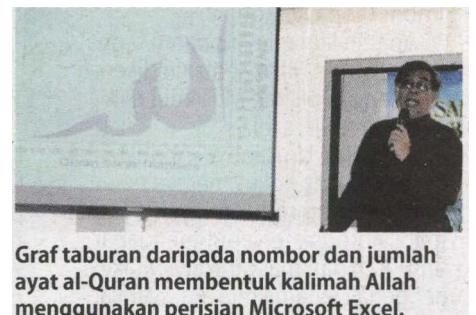 Graf taburan daripada nombor dan jumlah
ayat al-Quran membentuk kalimah Allah
menggunakan perisian Microsoft Excel.